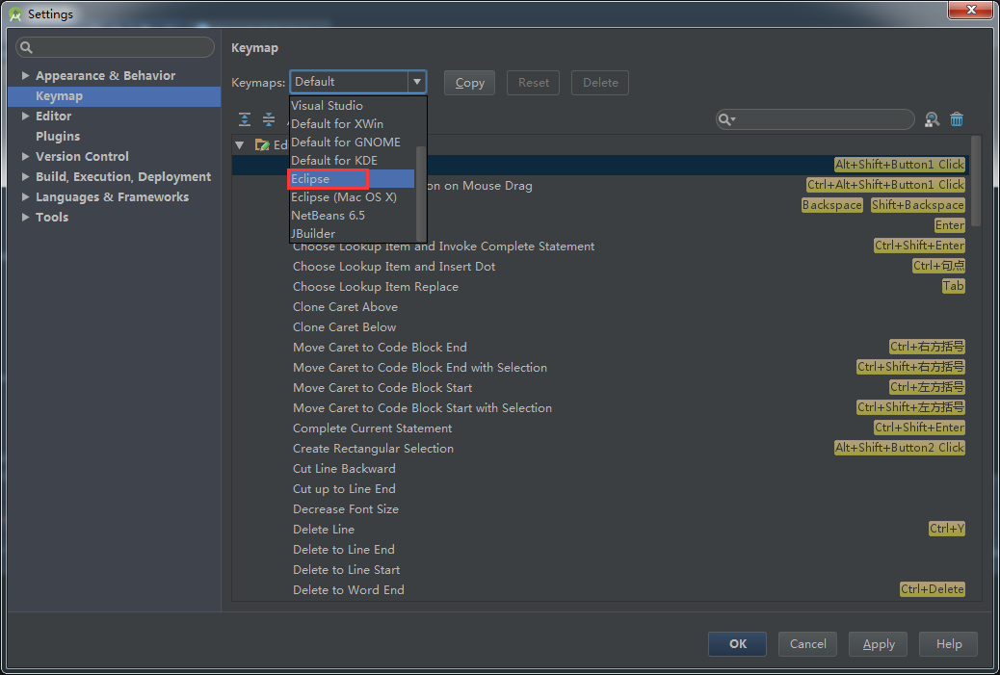 Settings
Keymap
Appearance & Behavior
Keymap
Editor
Plugins
Version Control
Build, Execution, Deployment
Languages & Frameworks
Tools
Keymaps: Default Copy Reset Delete
Visual Studio
Default for XWin
Default for GNOME
Default for KDE
Eclipse
Eclipse (Mac OS X)
NetBeans 6.5
JBuilder
Ed
Alt+Shift+Button1 Click
on on Mouse Drag Ctrl+Alt+Shift+Button1 Click
Backspace Shift+Backspace
Enter
Choose Lookup Item and Invoke Complete Statement Ctrl+Shift+Enter
Choose Lookup Item and Insert Dot Ctrl+句点
Choose Lookup Item Replace Tab
Clone Caret Above
Clone Caret Below
Move Caret to Code Block End Ctrl+右方括号
Move Caret to Code Block End with Selection Ctrl+Shift+右方括号
Move Caret to Code Block Start Ctrl+左方括号
Move Caret to Code Block Start with Selection Ctrl+Shift+左方括号
Complete Current Statement Ctrl+Shift+Enter
Create Rectangular Selection Alt+Shift+Button2 Click
Cut Line Backward
Cut up to Line End
Decrease Font Size
Delete Line Ctrl+Y
Delete to Line End
Delete to Line Start
Delete to Word End Ctrl+Delete
OK Cancel Apply Help